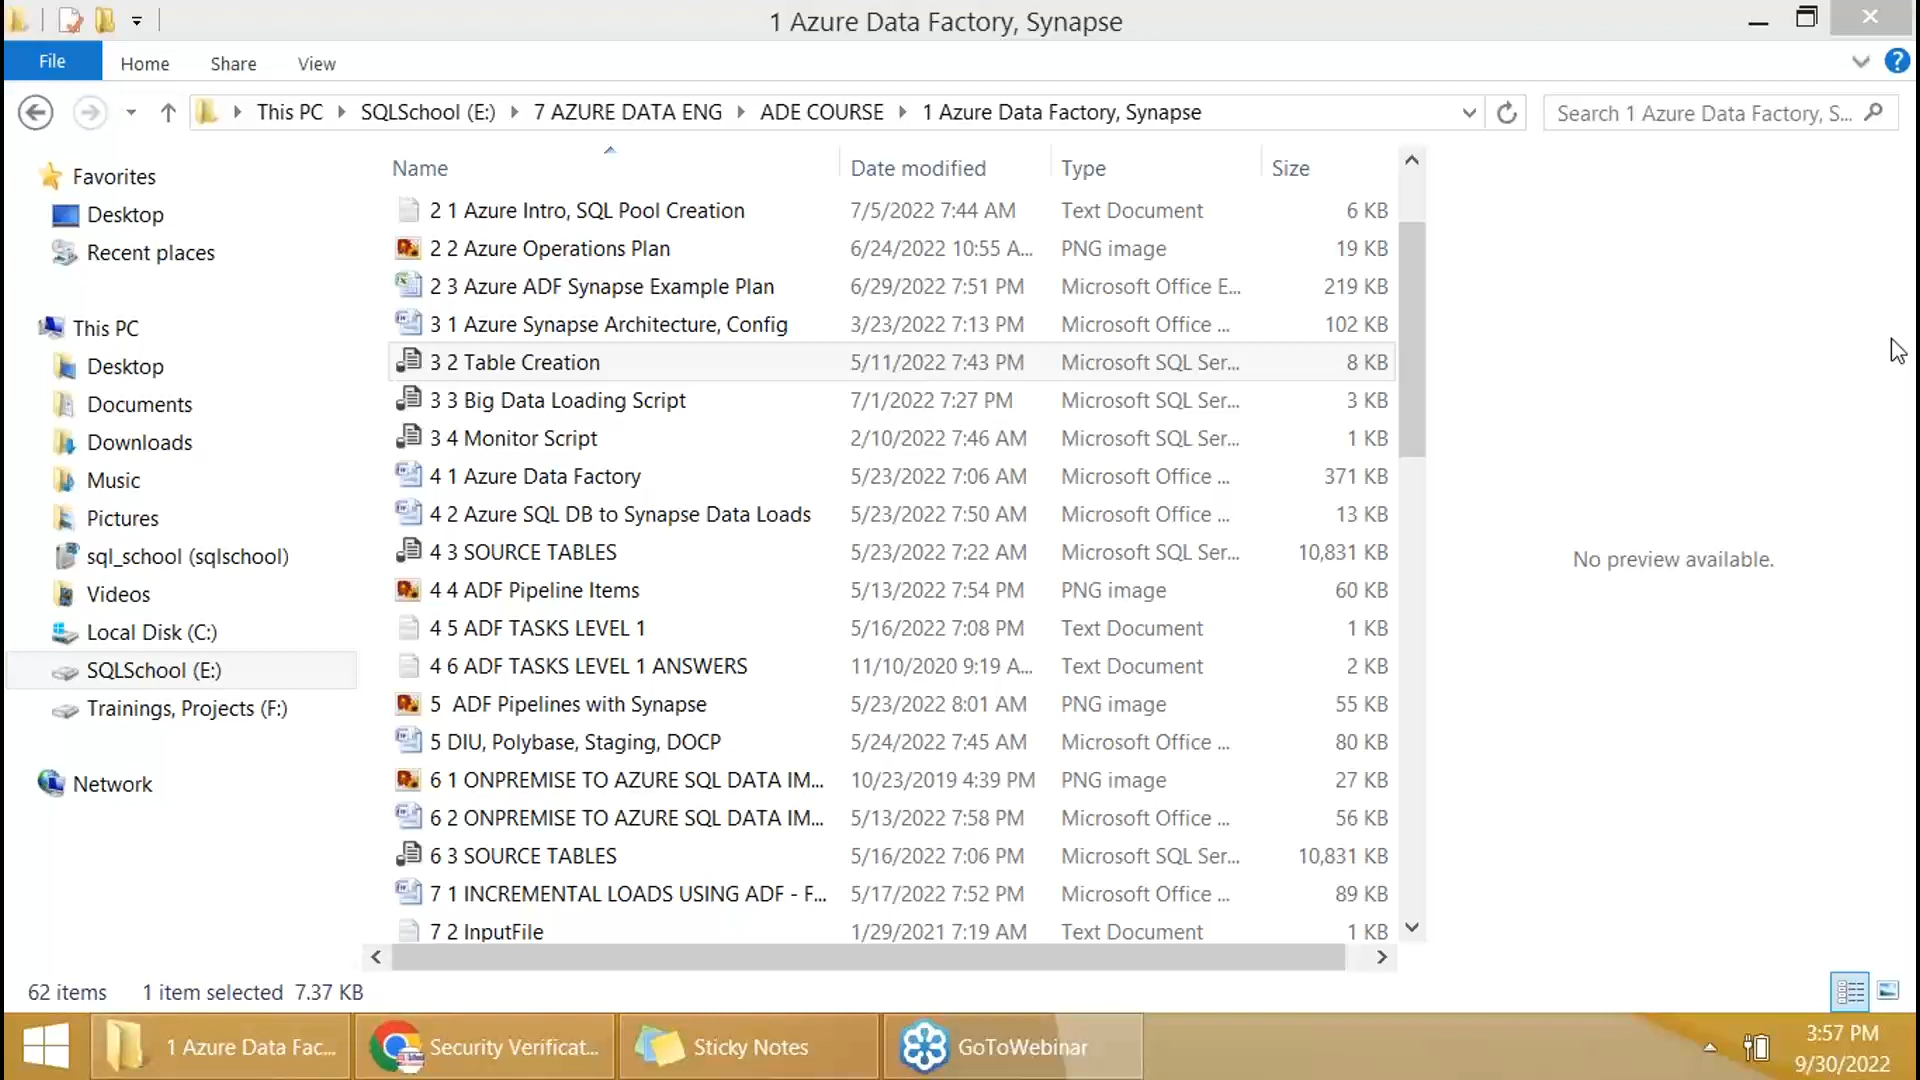 1 Azure Data Factory, Synapse
File Home Share View
This PC SQLSchool (E:) 7 AZURE DATA ENG ADE COURSE 1 Azure Data Factory, Synapse Search 1 Azure Data Factory, S...
Favorites
Desktop
Recent places
This PC
Desktop
Documents
Downloads
Music
Pictures
sql_school (sqlschool)
Videos
Local Disk (C:)
SQLSchool (E:)
Trainings, Projects (F:)
Network
Name Date modified Type Size
2 1 Azure Intro, SQL Pool Creation 7/5/2022 7:44 AM Text Document 6 KB
2 2 Azure Operations Plan 6/24/2022 10:55 A... PNG image 19 KB
2 3 Azure ADF Synapse Example Plan 6/29/2022 7:51 PM Microsoft Office E... 219 KB
3 1 Azure Synapse Architecture, Config 3/23/2022 7:13 PM Microsoft Office ... 102 KB
3 2 Table Creation 5/11/2022 7:43 PM Microsoft SQL Ser... 8 KB
3 3 Big Data Loading Script 7/1/2022 7:27 PM Microsoft SQL Ser... 3 KB
3 4 Monitor Script 2/10/2022 7:46 AM Microsoft SQL Ser... 1 KB
4 1 Azure Data Factory 5/23/2022 7:06 AM Microsoft Office ... 371 KB
4 2 Azure SQL DB to Synapse Data Loads 5/23/2022 7:50 AM Microsoft Office ... 13 KB
4 3 SOURCE TABLES 5/23/2022 7:22 AM Microsoft SQL Ser... 10,831 KB
4 4 ADF Pipeline Items 5/13/2022 7:54 PM PNG image 60 KB
4 5 ADF TASKS LEVEL 1 5/16/2022 7:08 PM Text Document 1 KB
4 6 ADF TASKS LEVEL 1 ANSWERS 11/10/2020 9:19 A... Text Document 2 KB
5 ADF Pipelines with Synapse 5/23/2022 8:01 AM PNG image 55 KB
5 DIU, Polybase, Staging, DOCP 5/24/2022 7:45 AM Microsoft Office ... 80 KB
6 1 ONPREMISE TO AZURE SQL DATA IM... 10/23/2019 4:39 PM PNG image 27 KB
6 2 ONPREMISE TO AZURE SQL DATA IM... 5/13/2022 7:58 PM Microsoft Office ... 56 KB
6 3 SOURCE TABLES 5/16/2022 7:06 PM Microsoft SQL Ser... 10,831 KB
7 1 INCREMENTAL LOADS USING ADF - F... 5/17/2022 7:52 PM Microsoft Office ... 89 KB
7 2 InputFile 1/29/2021 7:19 AM Text Document 1 KB
No preview available.
62 items 1 item selected 7.37 KB
1 Azure Data Fac... Security Verificat... Sticky Notes GoToWebinar
3:57 PM
9/30/2022